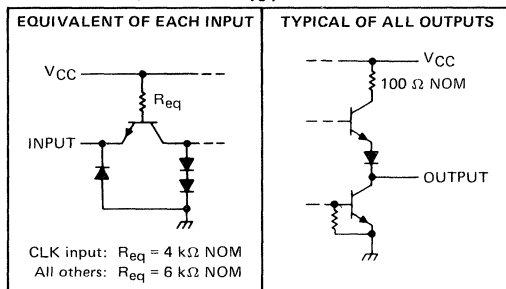 EQUIVALENT OF EACH INPUT
VCC
Req
INPUT
CLK input: Req = 4 kΩ NOM
All others: Req = 6 kΩ NOM
TYPICAL OF ALL OUTPUTS
VCC
100 Ω NOM
OUTPUT